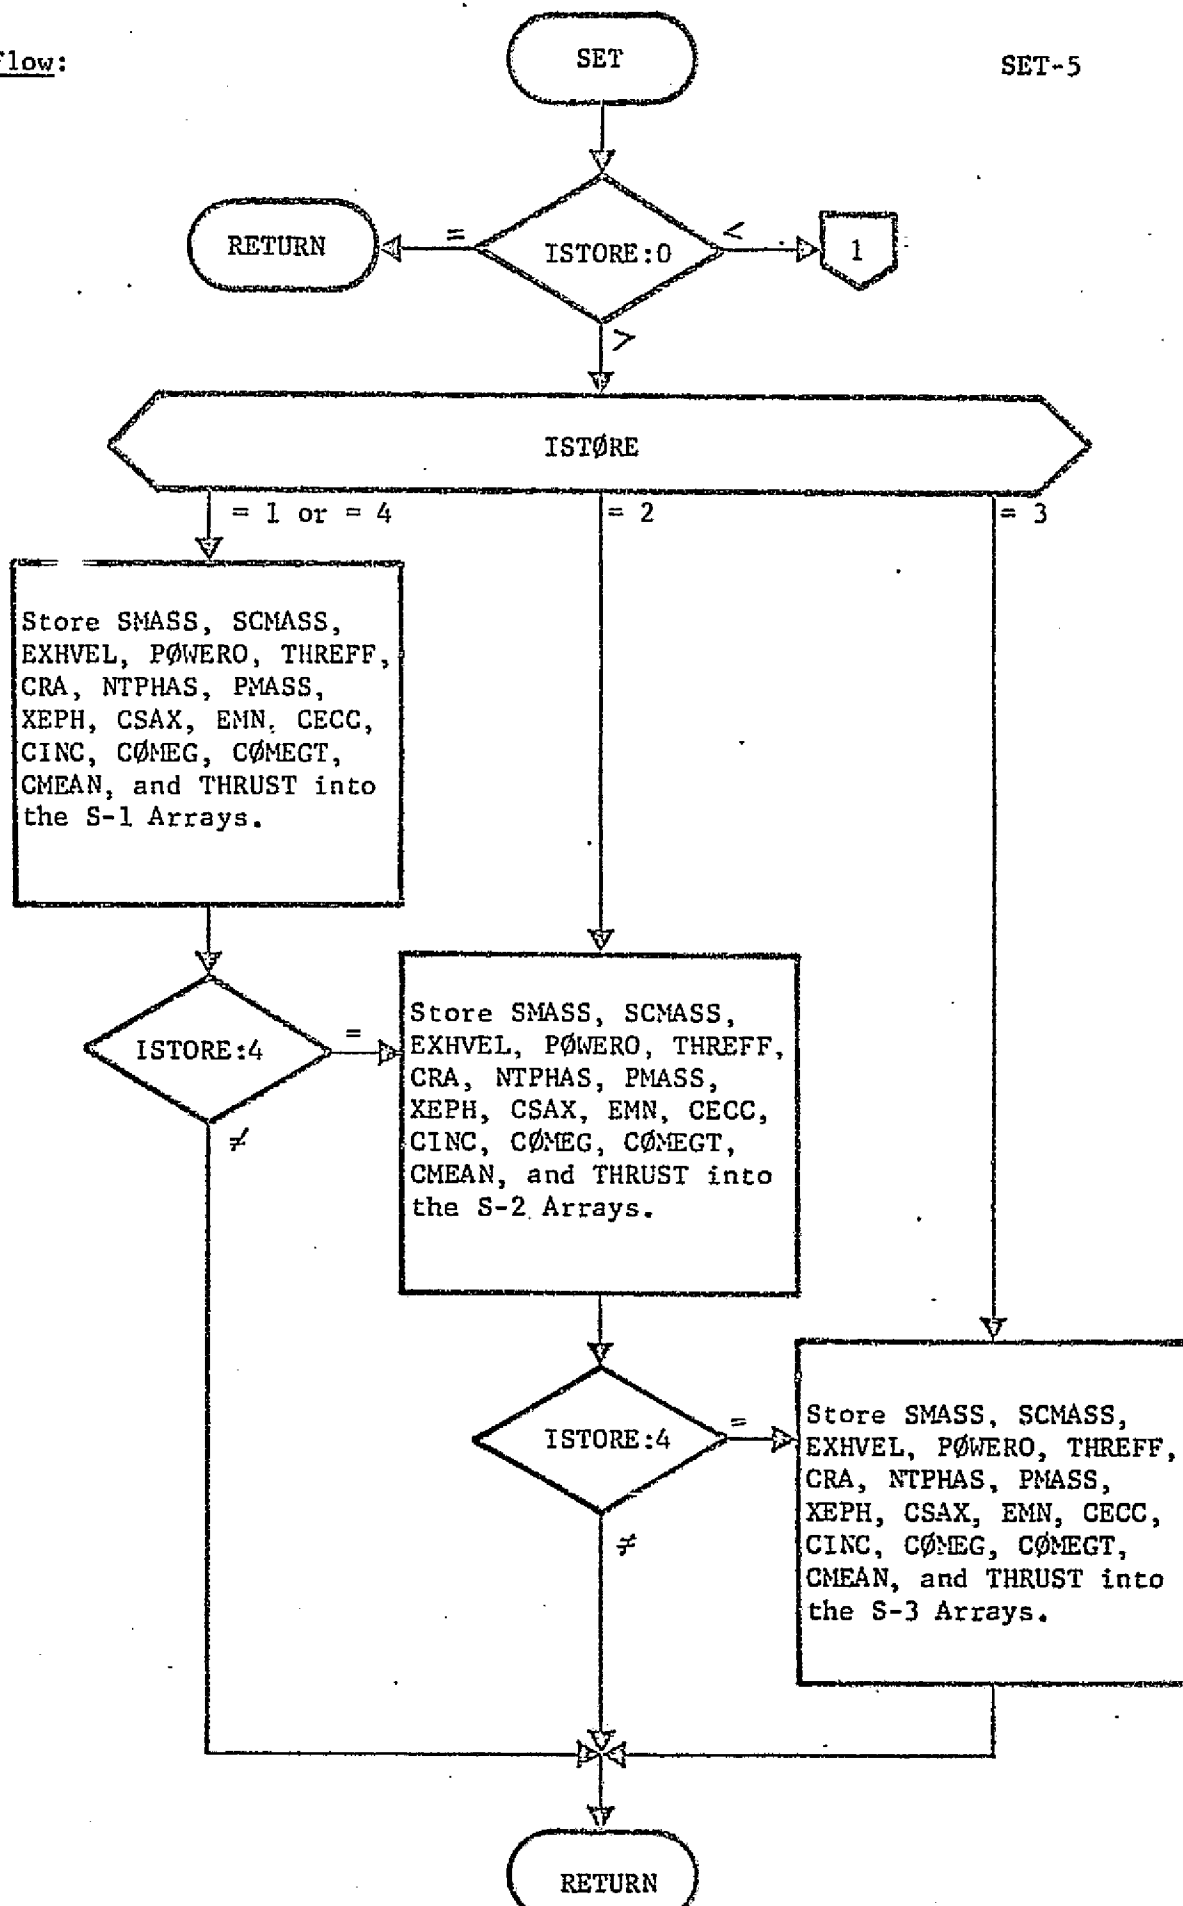 Flow:
SET-5
SET
RETURN
=
ISTORE:0
<
1
>
ISTØRE
= 1 or = 4
= 2
= 3
Store SMASS, SCMASS,
EXHVEL, PØWERO, THREFF,
CRA, NTPHAS, PMASS,
XEPH, CSAX, EMN, CECC,
CINC, CØMEG, CØMEGT,
CMEAN, and THRUST into
the S-1 Arrays.
ISTORE:4
=
≠
Store SMASS, SCMASS,
EXHVEL, PØWERO, THREFF,
CRA, NTPHAS, PMASS,
XEPH, CSAX, EMN, CECC,
CINC, CØMEG, CØMEGT,
CMEAN, and THRUST into
the S-2 Arrays.
ISTORE:4
=
≠
Store SMASS, SCMASS,
EXHVEL, PØWERO, THREFF,
CRA, NTPHAS, PMASS,
XEPH, CSAX, EMN, CECC,
CINC, CØMEG, CØMEGT,
CMEAN, and THRUST into
the S-3 Arrays.
RETURN